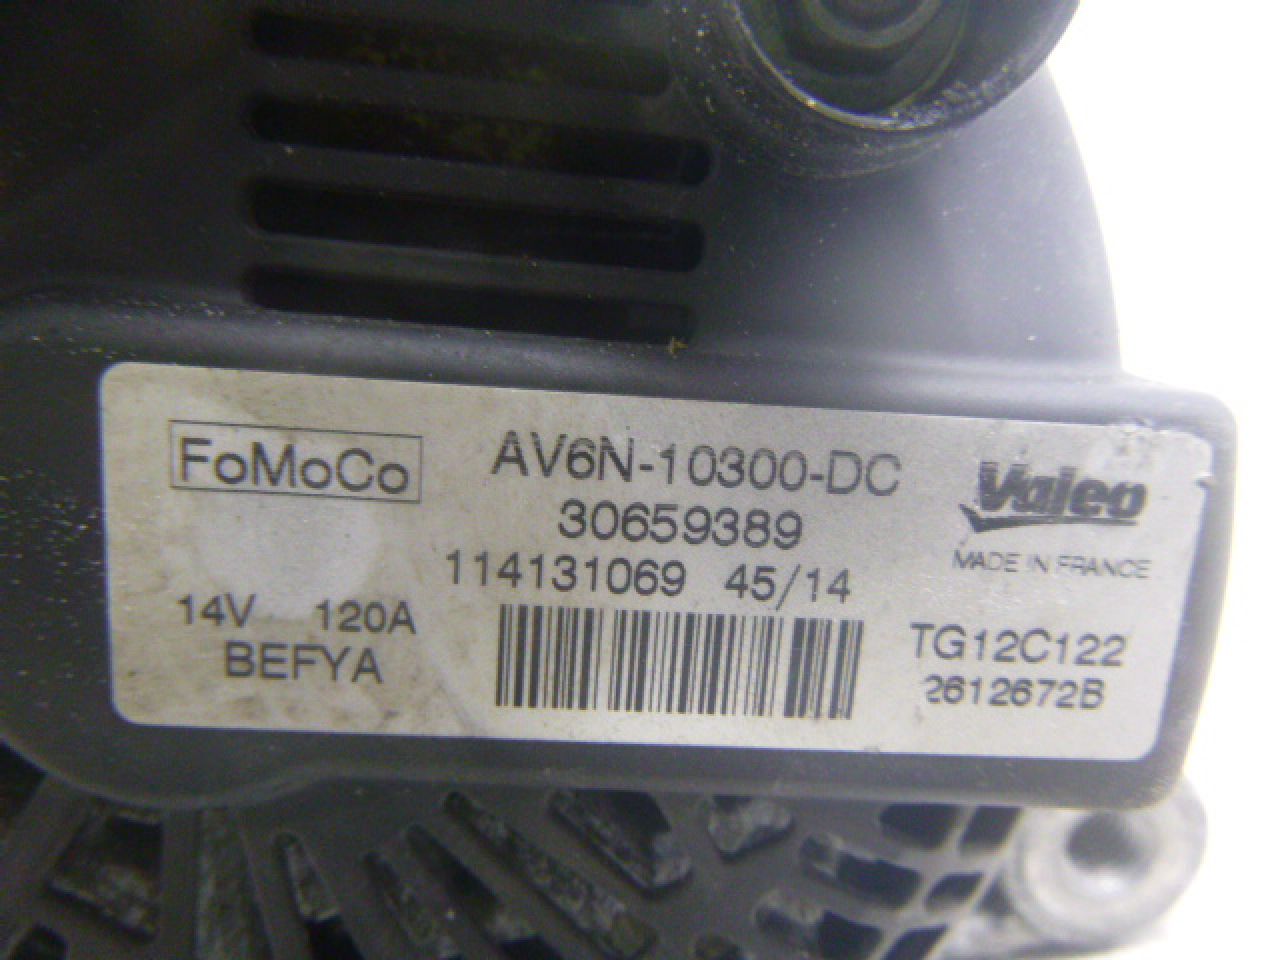 FoMoCo
AV6N-10300-DC
30659389
114131069 45/14
14V 120A
BEFYA
Valeo
MADE IN FRANCE
TG12C122
2612672B